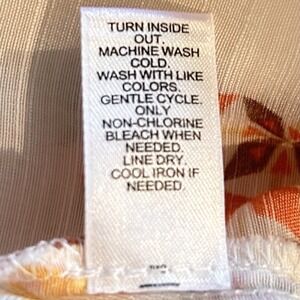 TURN INSIDE
OUT.
MACHINE WASH
COLD.
WASH WITH LIKE
COLORS.
GENTLE CYCLE.
ONLY
NON-CHLORINE
BLEACH WHEN
NEEDED.
LINE DRY.
COOL IRON IF
NEEDED.